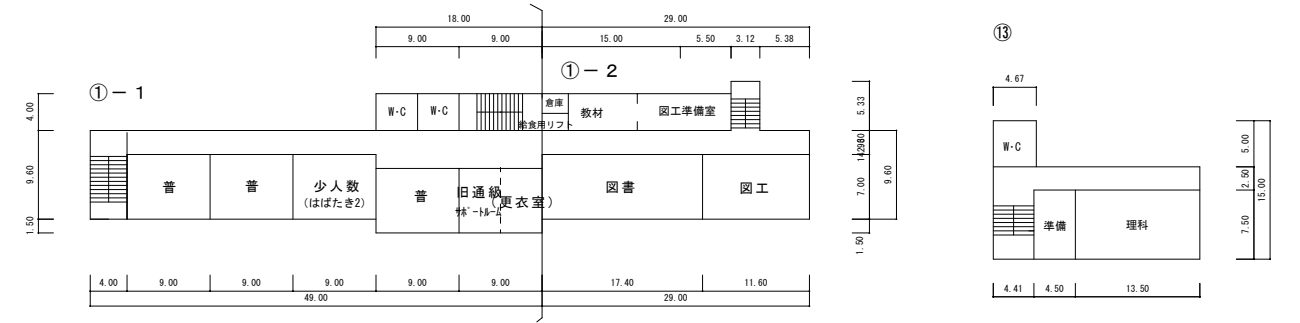 18.00 29.00
9.00 9.00 15.00 5.50 3.12 5.38
⑬
①－1
①－2
4.67
4.00
W・C W・C 倉庫 教材 図工準備室
給食用リフト
5.33
W・C
5.00
9.60
普 普 少人数
(はばたき2)
普 旧通級
サポートルーム
(更衣室)
図書 図工
7.00
9.60
2.50
15.00
準備 理科
7.50
1.50
1.50
4.00 9.00 9.00 9.00 9.00 9.00 17.40 11.60
49.00 29.00
4.41 4.50 13.50